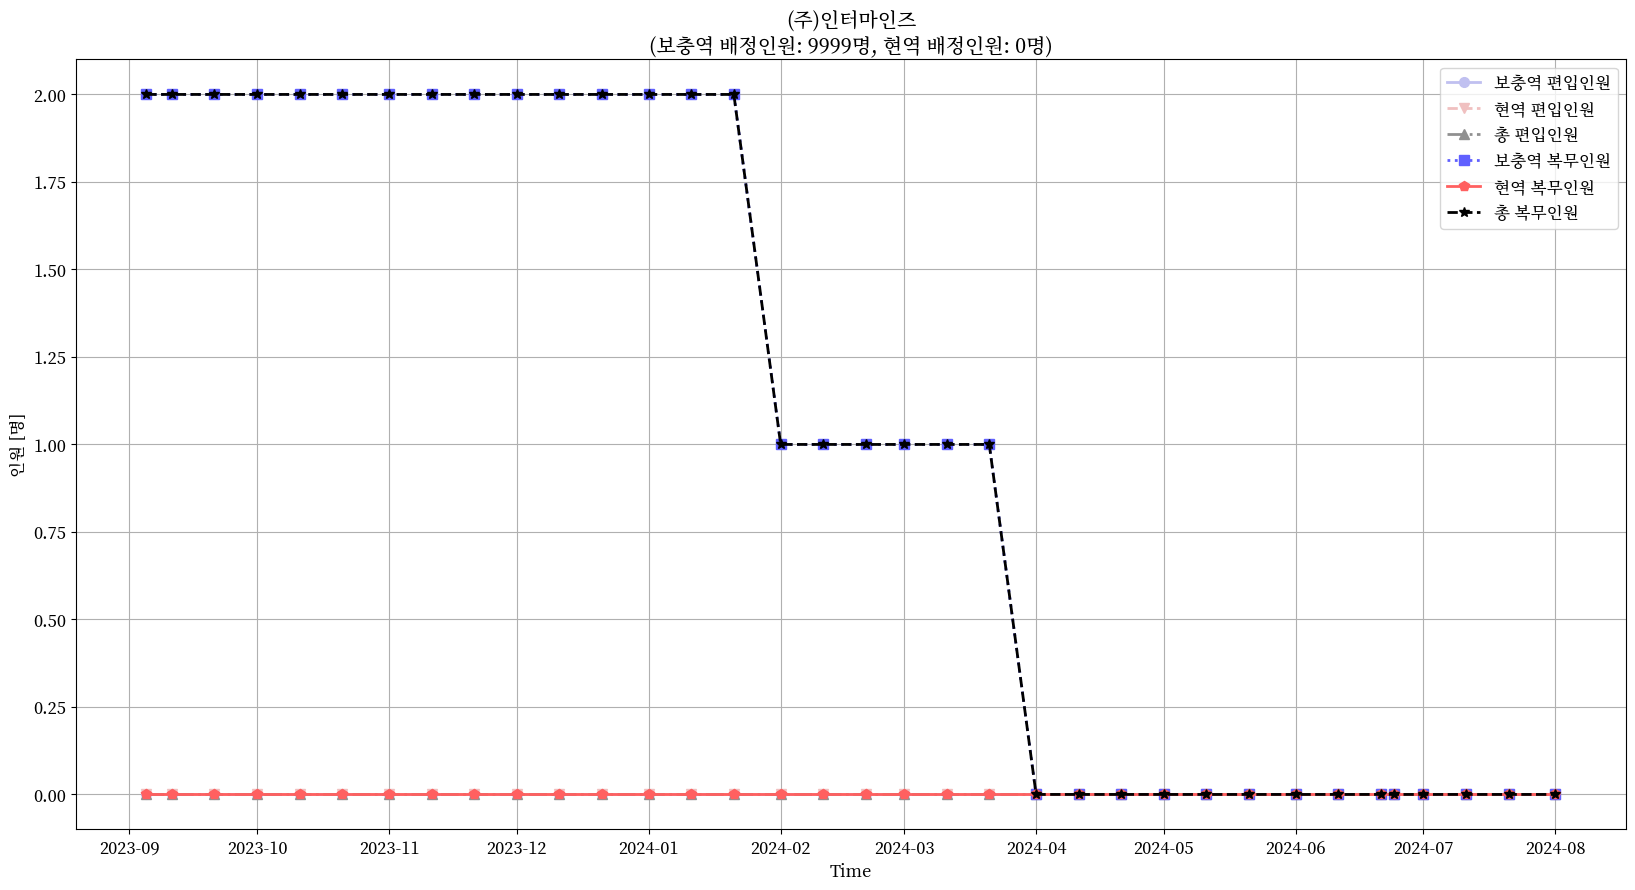 (주)인터마인즈
(보충역 배정인원: 9999명, 현역 배정인원: 0명)
보충역 편입인원
현역 편입인원
총 편입인원
보충역 복무인원
현역 복무인원
총 복무인원
인원 [명]
2.00
1.75
1.50
1.25
1.00
0.75
0.50
0.25
0.00
2023-09
2023-10
2023-11
2023-12
2024-01
2024-02
2024-03
2024-04
2024-05
2024-06
2024-07
2024-08
Time